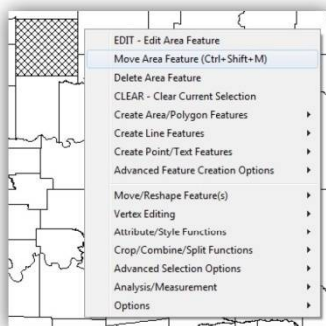 EDIT - Edit Area Feature
Move Area Feature (Ctrl+Shift+M)
Delete Area Feature
CLEAR - Clear Current Selection
Create Area/Polygon Features
Create Line Features
Create Point/Text Features
Advanced Feature Creation Options
Move/Reshape Feature(s)
Vertex Editing
Attribute/Style Functions
Crop/Combine/Split Functions
Advanced Selection Options
Analysis/Measurement
Options